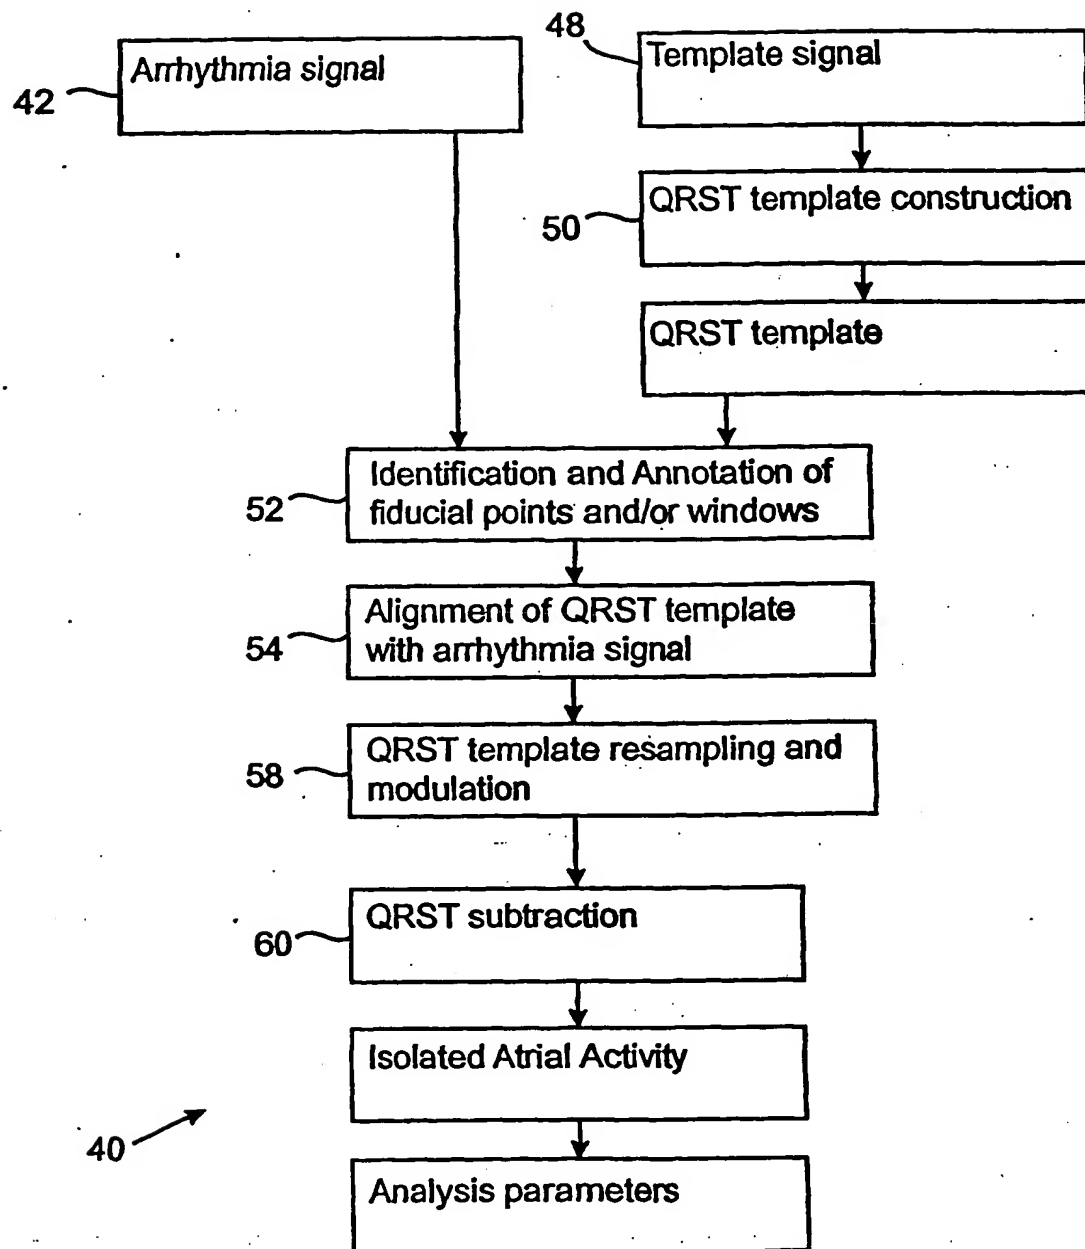 48
Arrhythmia signal
Template signal
42
QRST template construction
50
QRST template
Identification and Annotation of
fiducial points and/or windows
52
Alignment of QRST template
with arrhythmia signal
54
QRST template resampling and
modulation
58
QRST subtraction
60
Isolated Atrial Activity
40
Analysis parameters